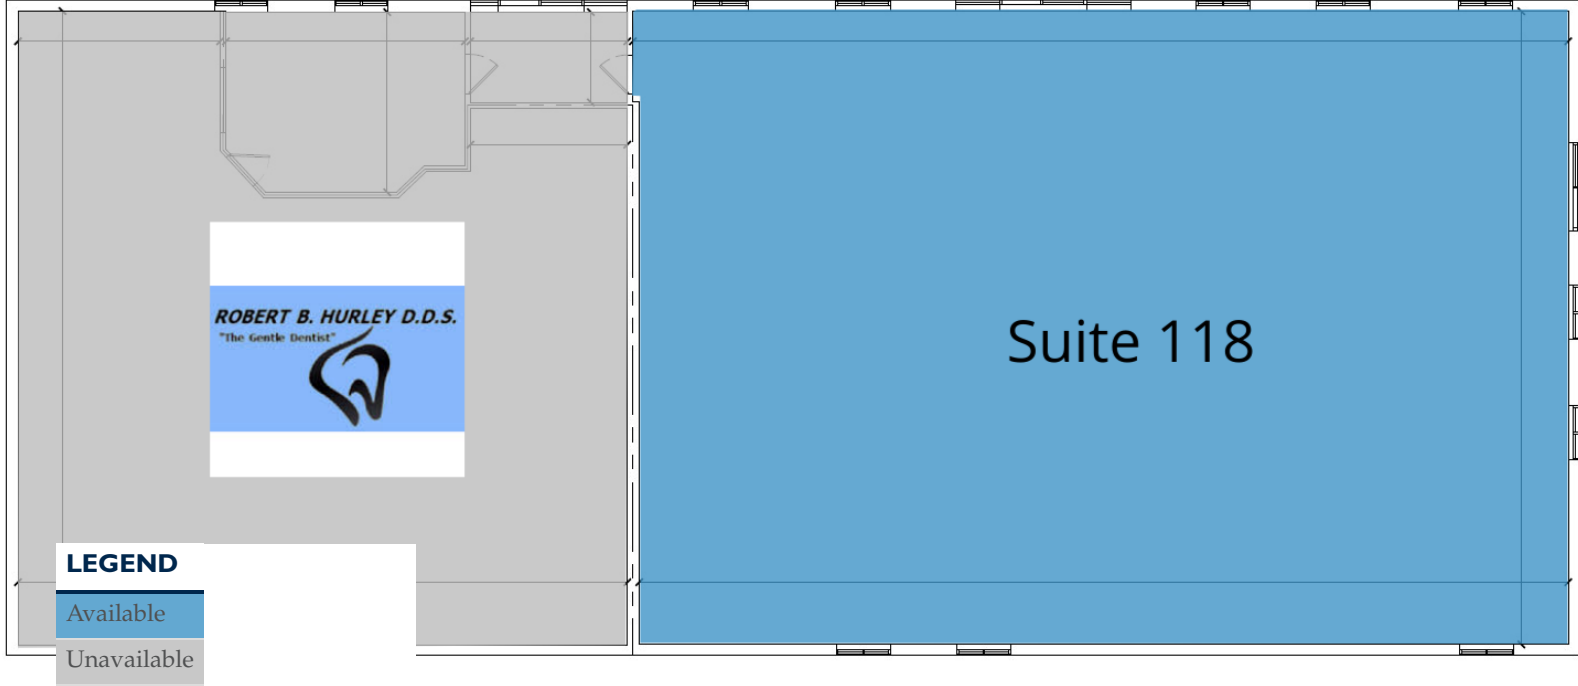 ROBERT B. HURLEY D.D.S.
"The Gentle Dentist"
Suite 118
LEGEND
Available
Unavailable